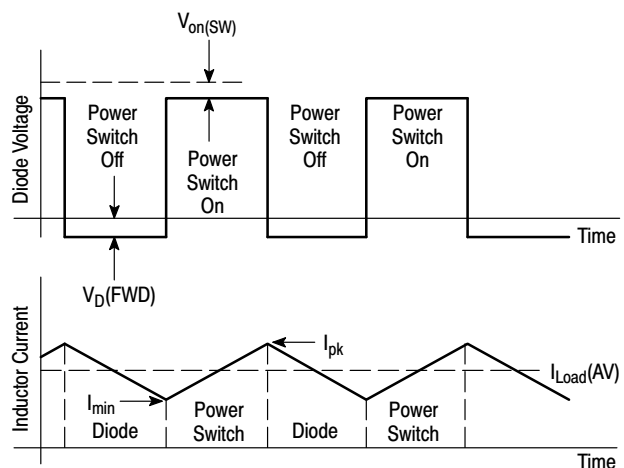 Von(SW)
Diode Voltage
Power
Switch
Off
Power
Switch
On
Power
Switch
Off
Power
Switch
On
Time
VD(FWD)
Inductor Current
Ipk
ILoad(AV)
Imin
Diode
Power
Switch
Diode
Power
Switch
Time